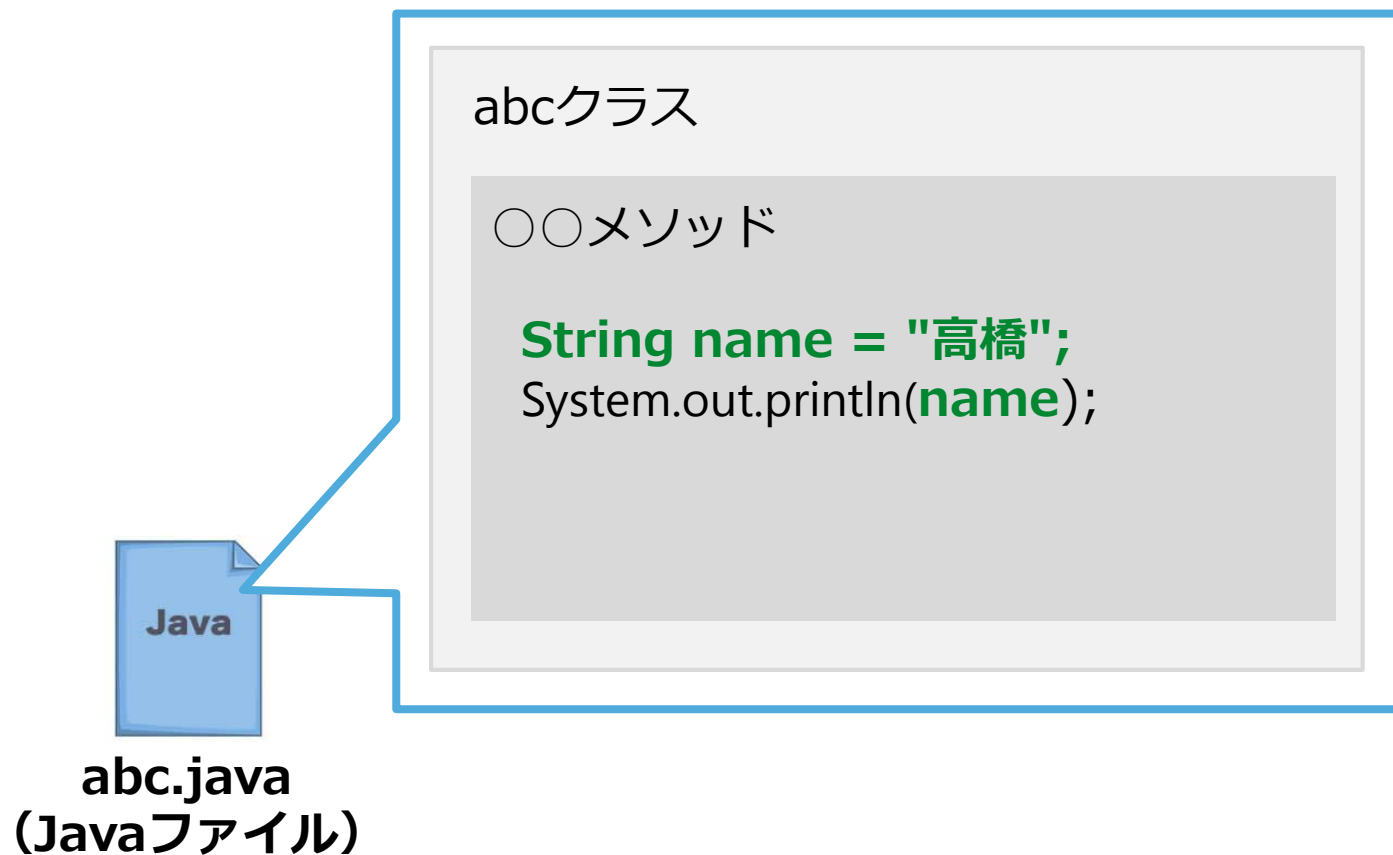 abcクラス
○○メソッド
String name = "高橋";
System.out.println(name);
Java
abc.java
（Javaファイル）